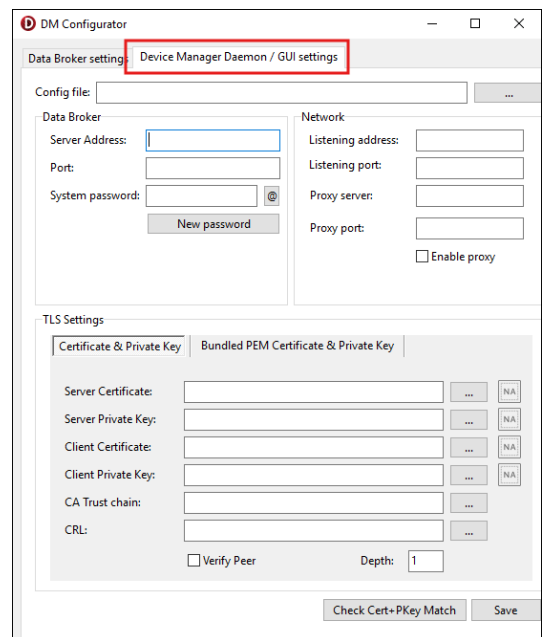 DM Configurator
Data Broker settings Device Manager Daemon / GUI settings
Config file: ...
Data Broker
Server Address:
Port:
System password: @
New password
Network
Listening address:
Listening port:
Proxy server:
Proxy port:
Enable proxy
TLS Settings
Certificate & Private Key Bundled PEM Certificate & Private Key
Server Certificate: ... NA
Server Private Key: ... NA
Client Certificate: ... NA
Client Private Key: ... NA
CA Trust chain: ...
CRL: ...
Verify Peer Depth: 1
Check Cert+PKey Match Save